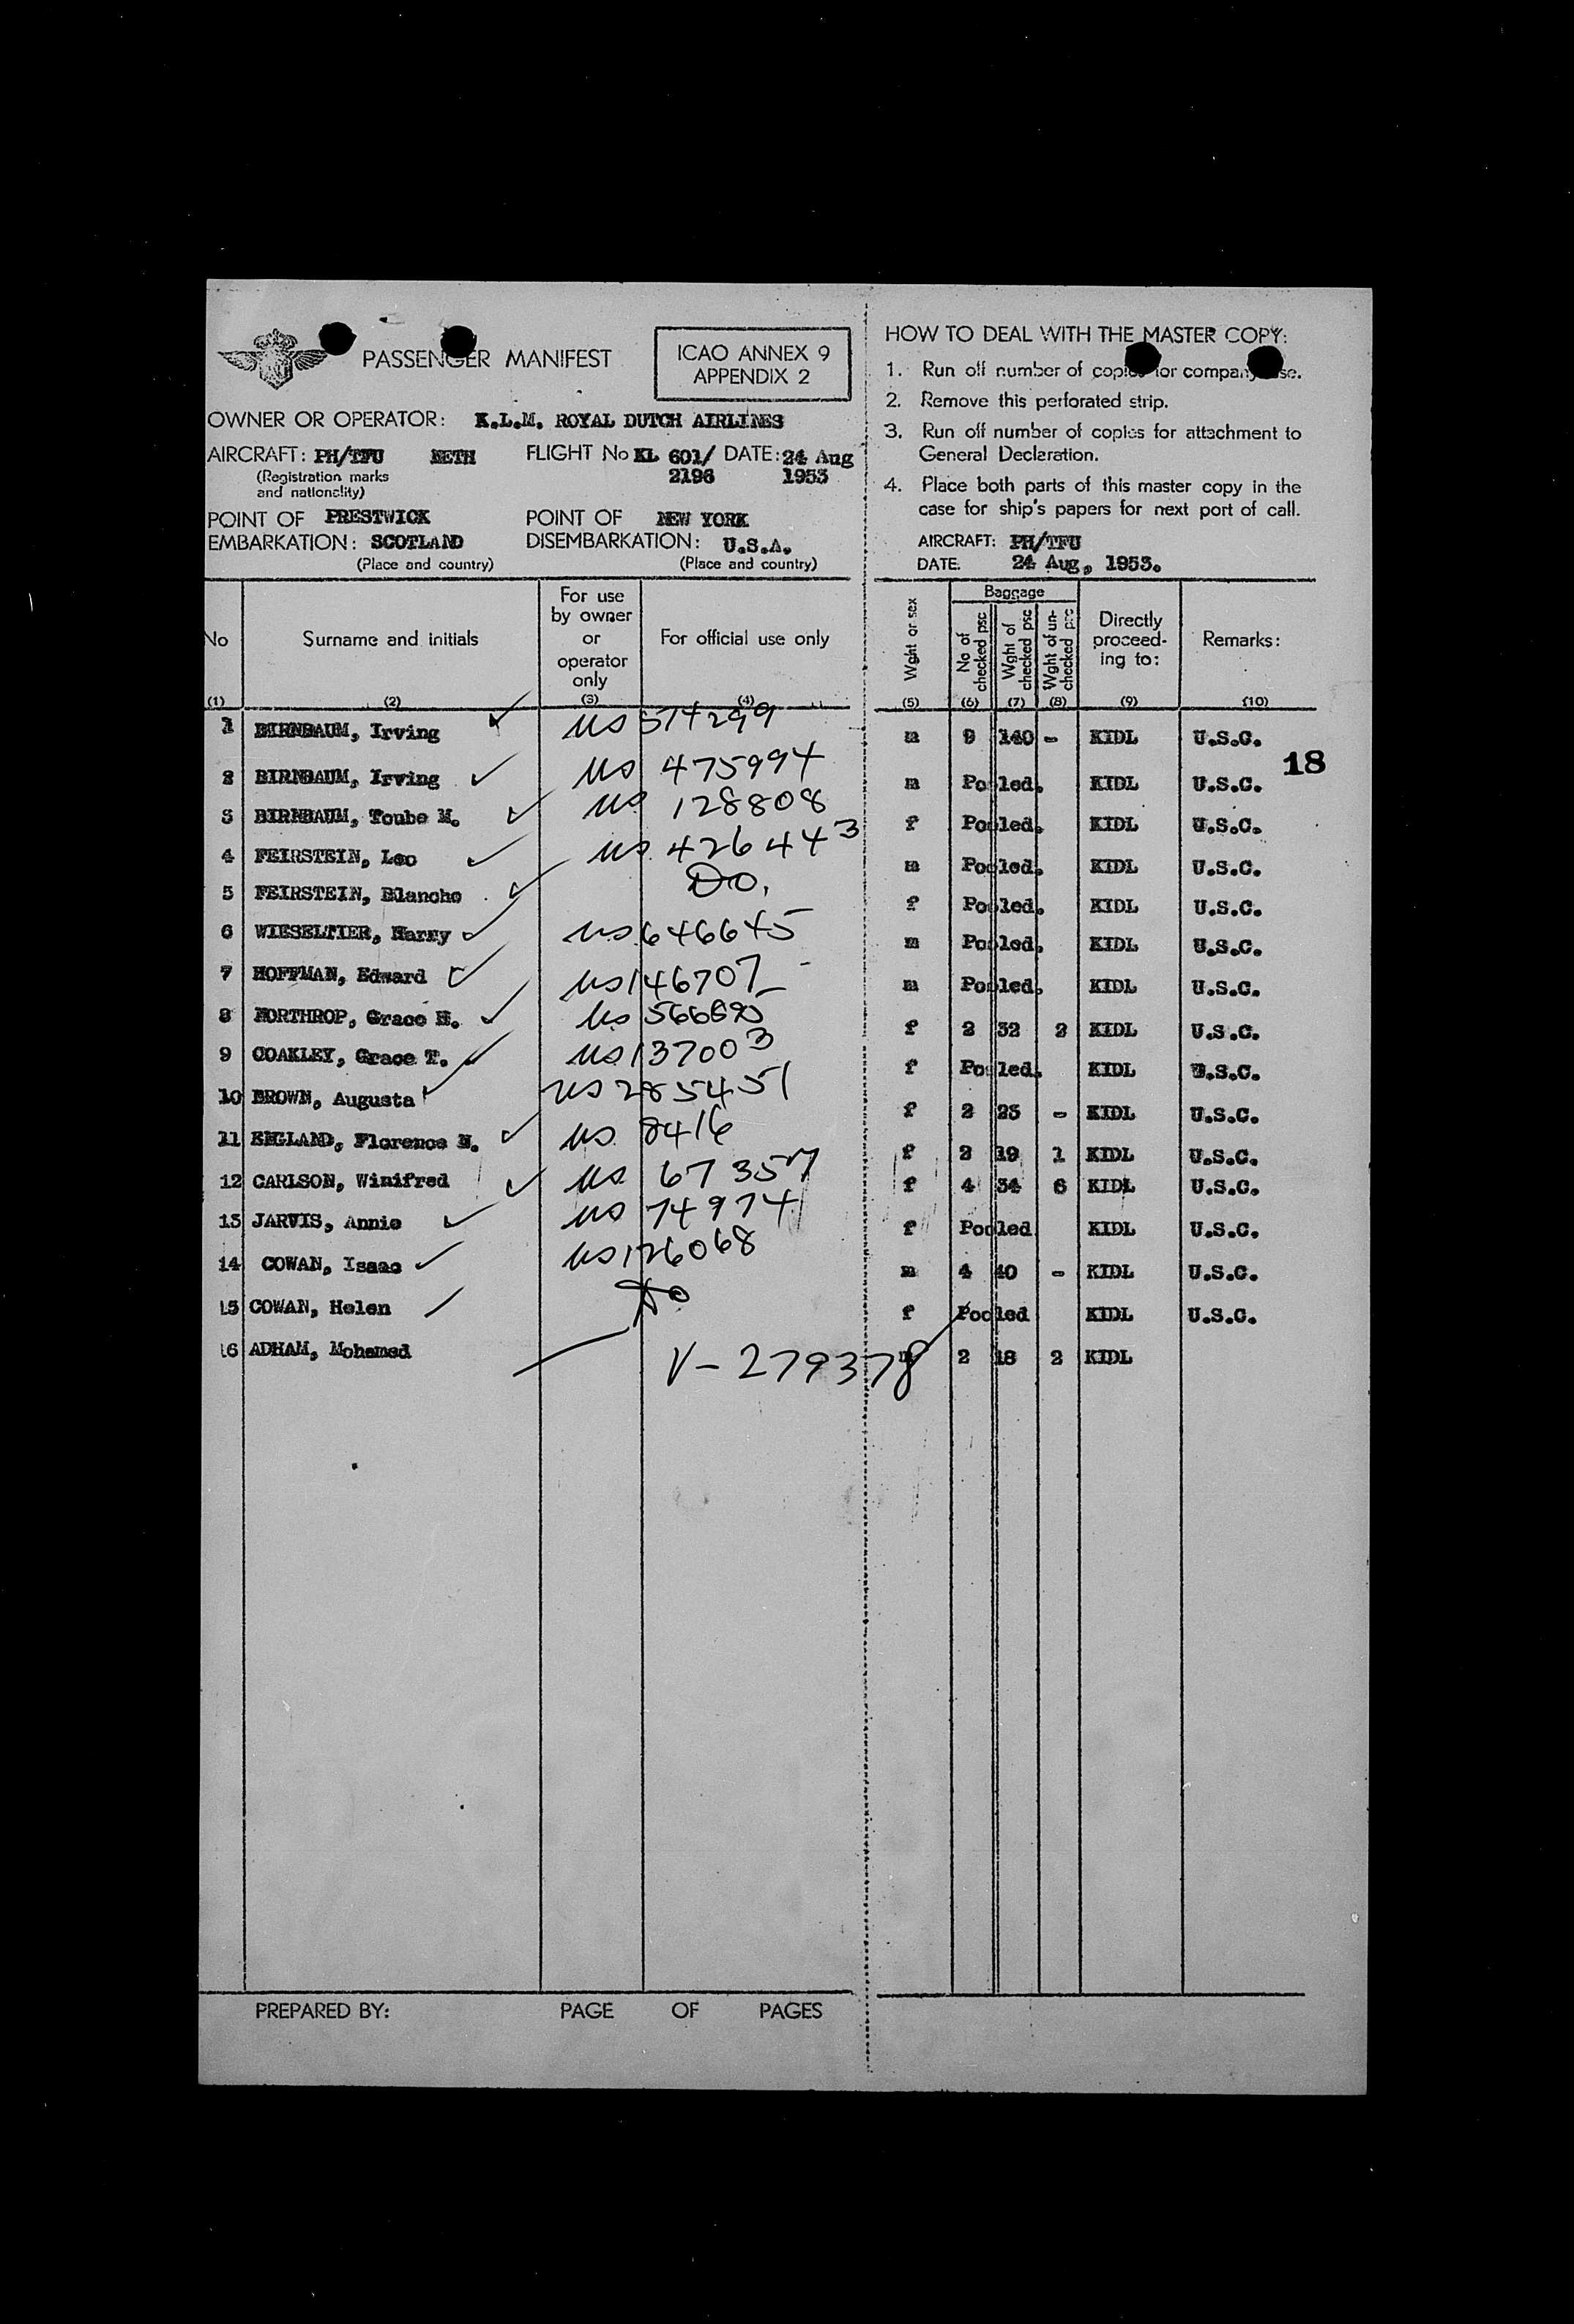 PASSENGER MANIFEST
ICAO ANNEX 9
APPENDIX 2
OWNER OR OPERATOR: K.L.M. ROYAL DUTCH AIRLINES
AIRCRAFT: PH/TFU NETH FLIGHT No KL 601/ DATE: 24 Aug
(Registration marks 2196 1953
and nationality)
POINT OF PRESTWICK POINT OF NEW YORK
EMBARKATION: SCOTLAND DISEMBARKATION: U.S.A.
(Place and country) (Place and country)
HOW TO DEAL WITH THE MASTER COPY:
1. Run off number of copies for company use.
2. Remove this perforated strip.
3. Run off number of copies for attachment to
General Declaration.
4. Place both parts of this master copy in the
case for ship's papers for next port of call.
AIRCRAFT: PH/TFU
DATE: 24 Aug, 1953.
No Surname and initials For use by owner or operator only For official use only Wght or sex Baggage No of checked psc Wght of checked psc Wght of un-checked psc Directly proceed-ing to: Remarks:
(1) (2) (3) (4) (5) (6) (7) (8) (9) (10)
1 BIRNBAUM, Irving US 574299 m 9 140 - KIDL U.S.C.
18
2 BIRNBAUM, Irving US 475994 m Pooled. KIDL U.S.C.
3 BIRNBAUM, Toube M. US 128808 f Pooled. KIDL U.S.C.
4 FEIRSTEIN, Leo US 426443 m Pooled. KIDL U.S.C.
5 FEIRSTEIN, Blanche Do. f Pooled. KIDL U.S.C.
6 WIESELTIER, Harry US 646645 m Pooled. KIDL U.S.C.
7 HOFFMAN, Edward US 146707 m Pooled. KIDL U.S.C.
8 NORTHROP, Grace H. US f 2 32 2 KIDL U.S.C.
9 COAKLEY, Grace T. US 137003 f Pooled. KIDL U.S.C.
10 BROWN, Augusta US 285451 f 2 25 - KIDL U.S.C.
11 ENGLAND, Florence N. US 8416 f 2 19 1 KIDL U.S.C.
12 CARLSON, Winifred US 67357 f 4 34 6 KIDL U.S.C.
13 JARVIS, Annie US 74974 f Pooled KIDL U.S.C.
14 COWAN, Isaac US 126068 m 4 40 - KIDL U.S.C.
15 COWAN, Helen Do f Pooled KIDL U.S.C.
16 ADHAM, Mohamed V-279378 m 2 18 2 KIDL
PREPARED BY: PAGE OF PAGES